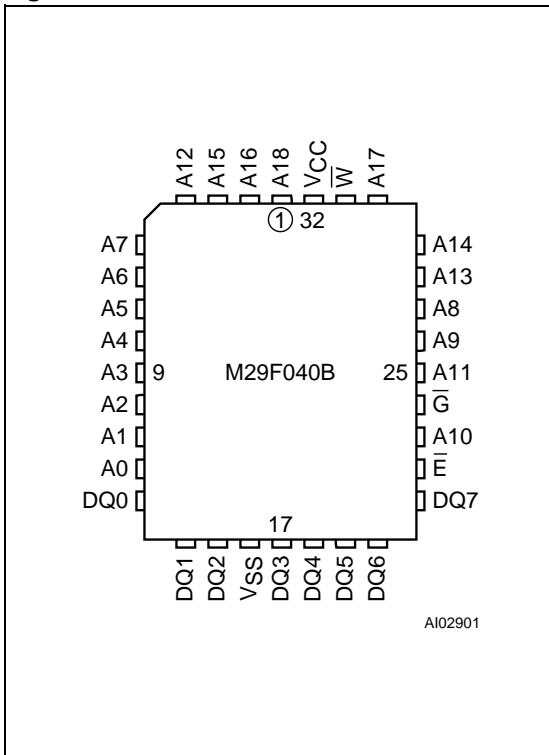 A12 A15 A16 A18 VCC W̅ A17
① 32
A7 A14
A6 A13
A5 A8
A4 A9
A3 9 M29F040B 25 A11
A2 G̅
A1 A10
A0 E̅
DQ0 DQ7
17
DQ1 DQ2 VSS DQ3 DQ4 DQ5 DQ6
AI02901